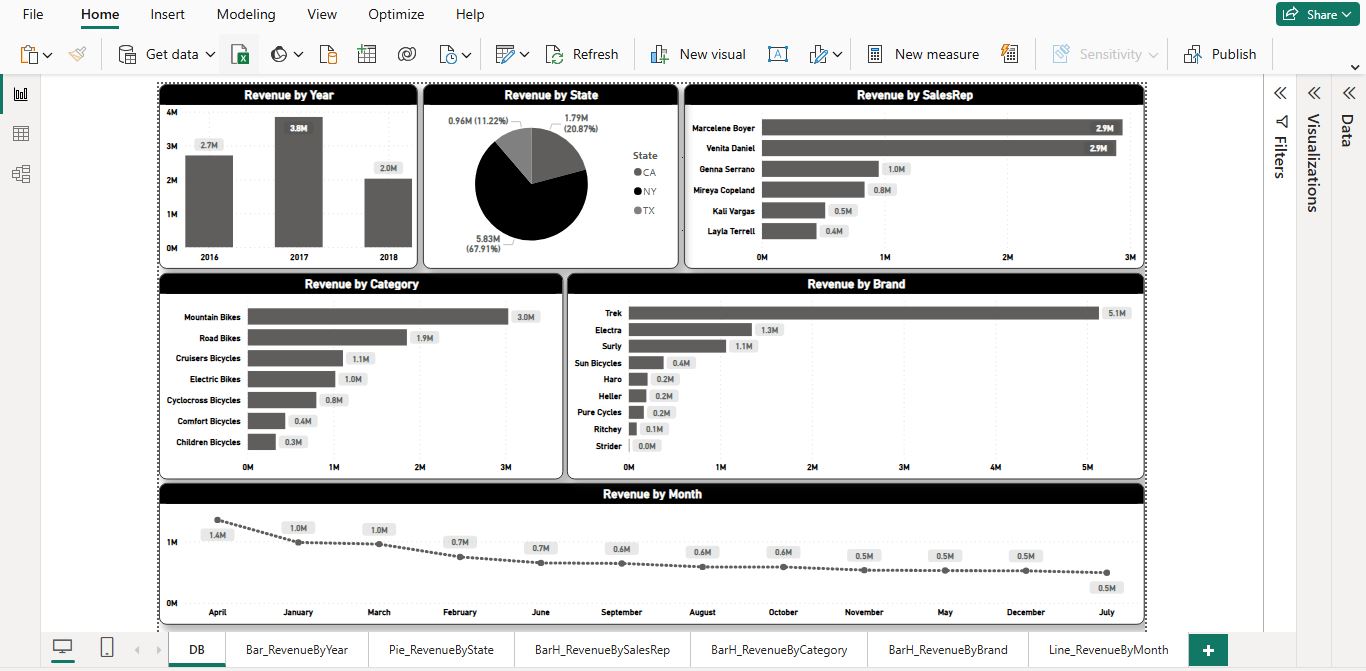 File Home Insert Modeling View Optimize Help Share
Get data Refresh New visual New measure Sensitivity Publish
Revenue by Year
4M
3M
2M
1M
0M
2.7M
3.8M
2.0M
2016 2017 2018
Revenue by State
0.96M (11.22%)
1.79M
(20.87%)
5.83M
(67.91%)
State
CA
NY
TX
Revenue by SalesRep
Marcelene Boyer 2.9M
Venita Daniel 2.9M
Genna Serrano 1.0M
Mireya Copeland 0.8M
Kali Vargas 0.5M
Layla Terrell 0.4M
0M 1M 2M 3M
Filters
Visualizations
Data
Revenue by Category
Mountain Bikes 3.0M
Road Bikes 1.9M
Cruisers Bicycles 1.1M
Electric Bikes 1.0M
Cyclocross Bicycles 0.8M
Comfort Bicycles 0.4M
Children Bicycles 0.3M
0M 1M 2M 3M
Revenue by Brand
Trek 5.1M
Electra 1.3M
Surly 1.1M
Sun Bicycles 0.4M
Haro 0.2M
Heller 0.2M
Pure Cycles 0.2M
Ritchey 0.1M
Strider 0.0M
0M 1M 2M 3M 4M 5M
Revenue by Month
1M
0M
1.4M 1.0M 1.0M 0.7M 0.7M 0.6M 0.6M 0.6M 0.5M 0.5M 0.5M 0.5M
April January March February June September August October November May December July
DB Bar_RevenueByYear Pie_RevenueByState BarH_RevenueBySalesRep BarH_RevenueByCategory BarH_RevenueByBrand Line_RevenueByMonth